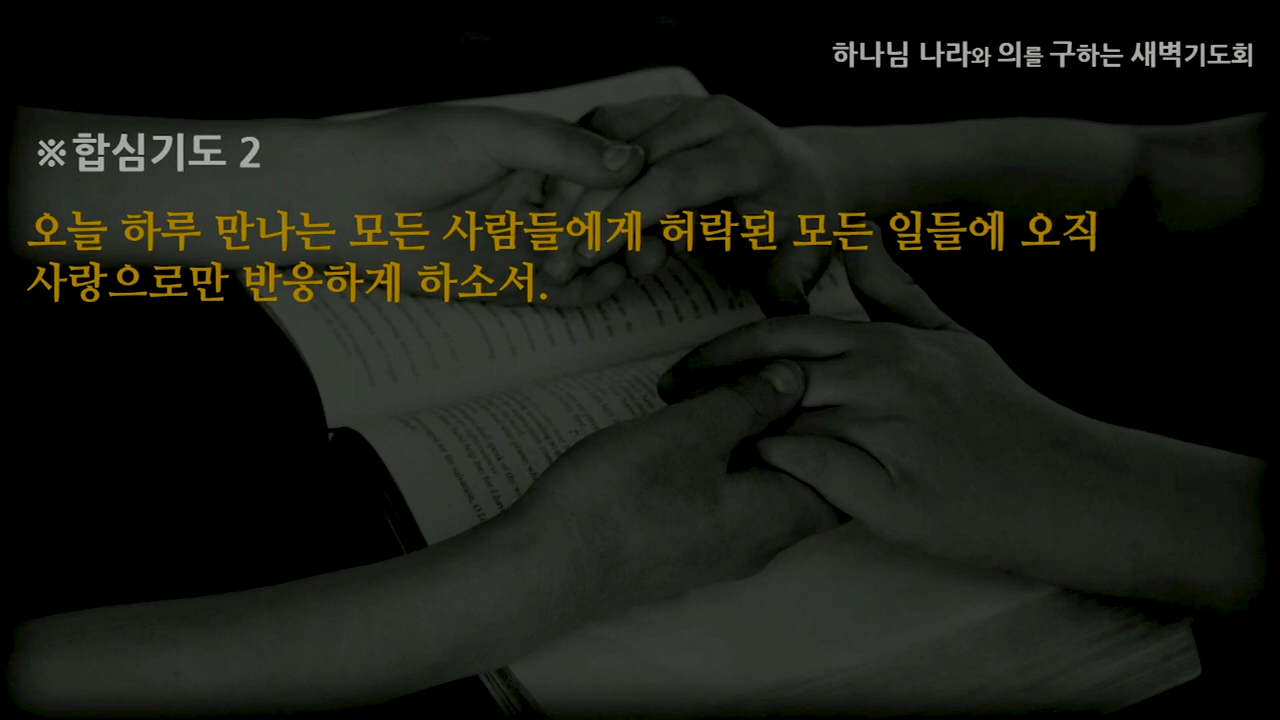 하나님 나라와 의를 구하는 새벽기도회
※합심기도 2
오늘 하루 만나는 모든 사람들에게 허락된 모든 일들에 오직
사랑으로만 반응하게 하소서.